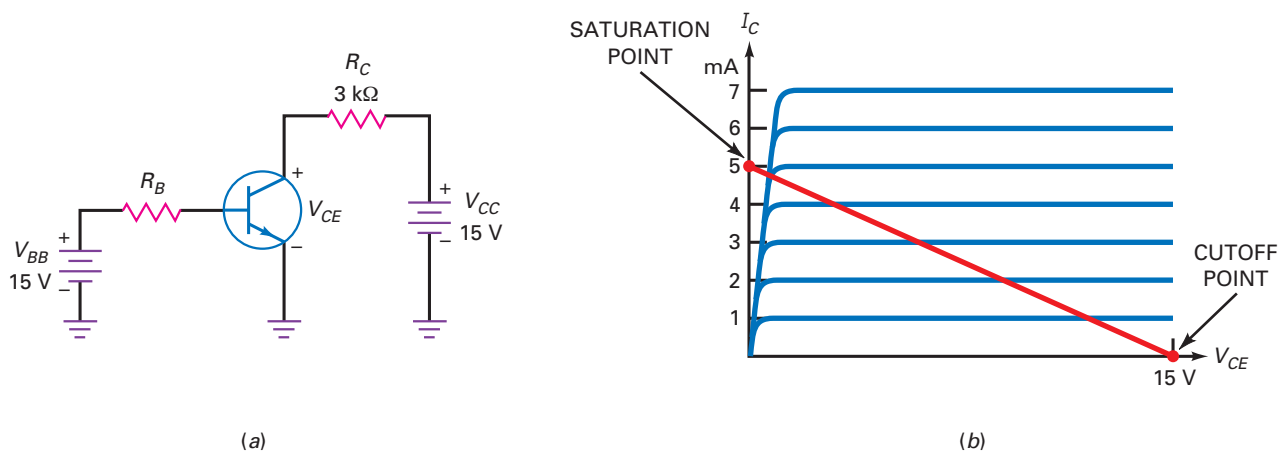 R_C
3 kΩ
R_B
+
V_CE
–
+
V_CC
15 V
–
+
V_BB
15 V
–
(a)
SATURATION
POINT
I_C
mA
7
6
5
4
3
2
1
CUTOFF
POINT
V_CE
15 V
(b)